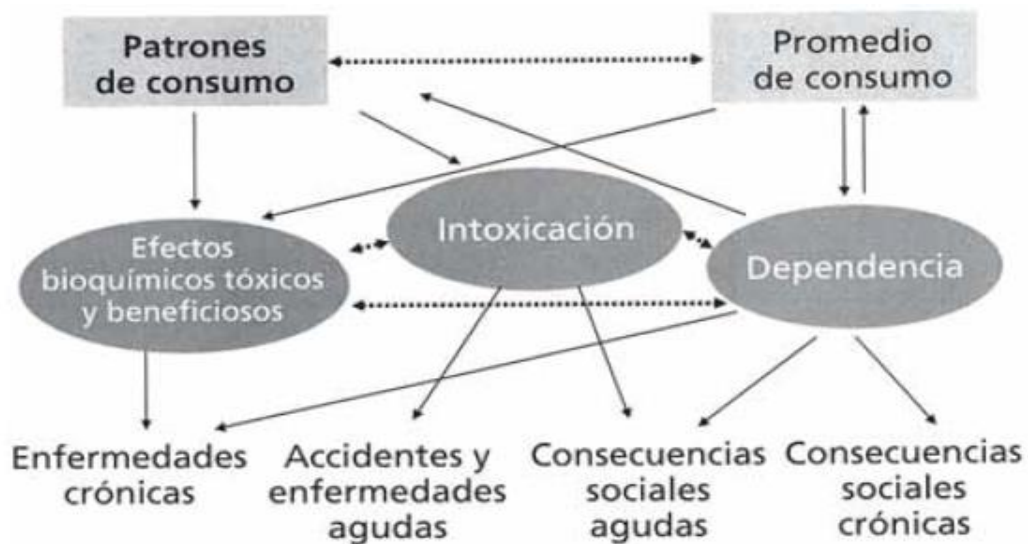 Patrones
de consumo
Promedio
de consumo
Intoxicación
Efectos
bioquímicos tóxicos
y beneficiosos
Dependencia
Enfermedades
crónicas
Accidentes y
enfermedades
agudas
Consecuencias
sociales
agudas
Consecuencias
sociales
crónicas